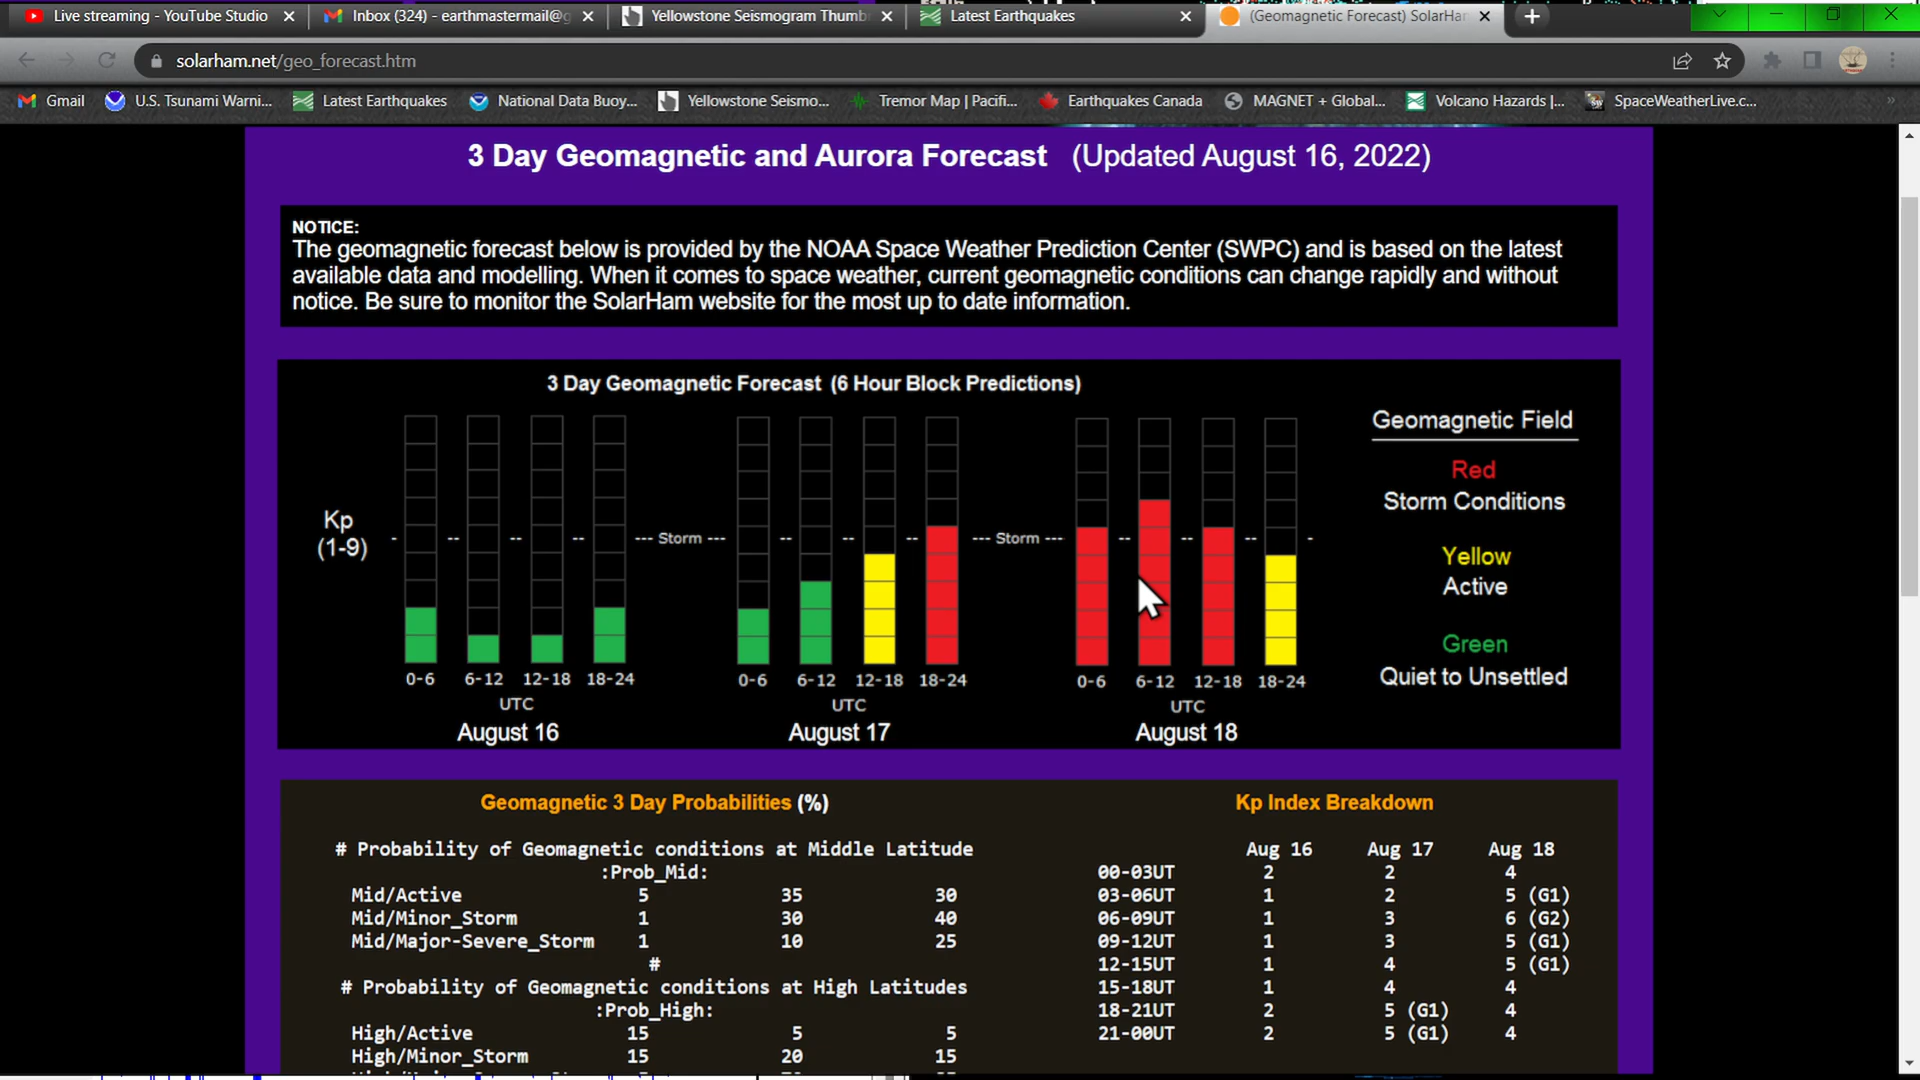 Live streaming - YouTube Studio
Inbox (324) - earthmastermail@g
Yellowstone Seismogram Thumb
Latest Earthquakes
(Geomagnetic Forecast) SolarHar
solarham.net/geo_forecast.htm
Gmail
U.S. Tsunami Warni...
Latest Earthquakes
National Data Buoy...
Yellowstone Seismo...
Tremor Map | Pacifi...
Earthquakes Canada
MAGNET + Global...
Volcano Hazards |...
SpaceWeatherLive.c...
3 Day Geomagnetic and Aurora Forecast (Updated August 16, 2022)
NOTICE:
The geomagnetic forecast below is provided by the NOAA Space Weather Prediction Center (SWPC) and is based on the latest
available data and modelling. When it comes to space weather, current geomagnetic conditions can change rapidly and without
notice. Be sure to monitor the SolarHam website for the most up to date information.
3 Day Geomagnetic Forecast (6 Hour Block Predictions)
Kp
(1-9)
- -- -- -- --- Storm --- -- -- -- --- Storm --- -- -- -- -
0-6 6-12 12-18 18-24
UTC
August 16
0-6 6-12 12-18 18-24
UTC
August 17
0-6 6-12 12-18 18-24
UTC
August 18
Geomagnetic Field
Red
Storm Conditions
Yellow
Active
Green
Quiet to Unsettled
Geomagnetic 3 Day Probabilities (%)
# Probability of Geomagnetic conditions at Middle Latitude
:Prob_Mid:
Mid/Active 5 35 30
Mid/Minor_Storm 1 30 40
Mid/Major-Severe_Storm 1 10 25
#
# Probability of Geomagnetic conditions at High Latitudes
:Prob_High:
High/Active 15 5 5
High/Minor_Storm 15 20 15
Kp Index Breakdown
Aug 16 Aug 17 Aug 18
00-03UT 2 2 4
03-06UT 1 2 5 (G1)
06-09UT 1 3 6 (G2)
09-12UT 1 3 5 (G1)
12-15UT 1 4 5 (G1)
15-18UT 1 4 4
18-21UT 2 5 (G1) 4
21-00UT 2 5 (G1) 4